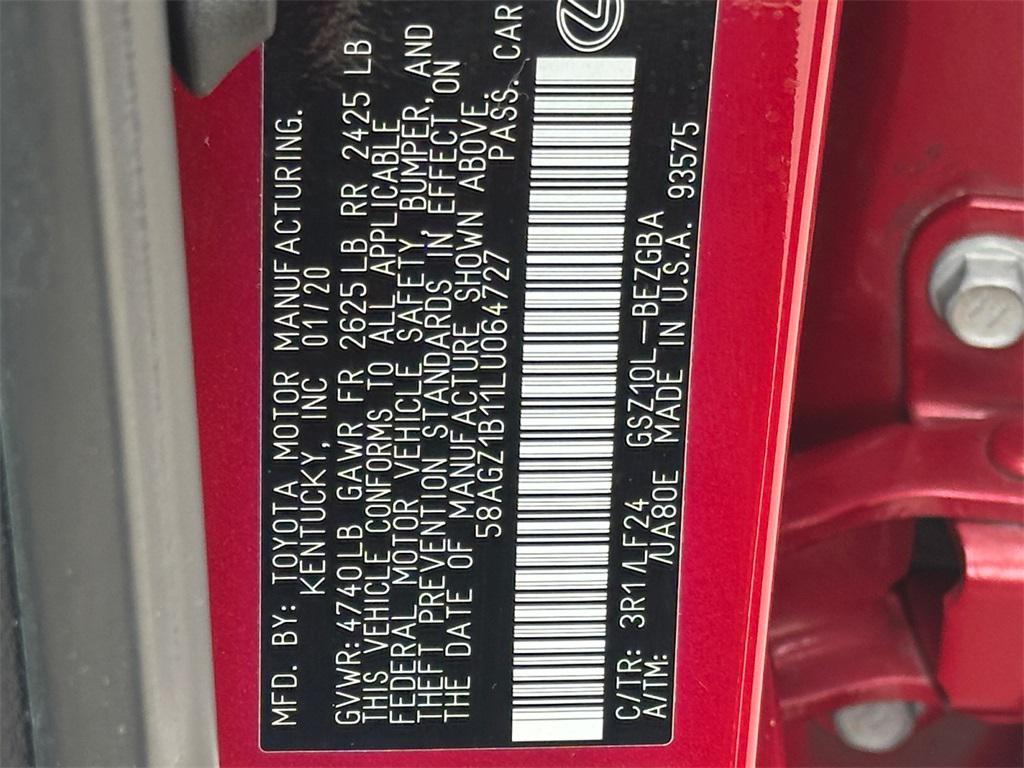 MFD. BY: TOYOTA MOTOR MANUFACTURING.
KENTUCKY, INC 01/20
GVWR: 4740LB GAWR FR 2625LB RR 2425 LB
THIS VEHICLE CONFORMS TO ALL APPLICABLE
FEDERAL MOTOR VEHICLE SAFETY, BUMPER, AND
THEFT PREVENTION STANDARDS IN EFFECT ON
THE DATE OF MANUFACTURE SHOWN ABOVE.
58AGZ1B11LU064727 PASS. CAR
C/TR: 3R1/LF24 GSZ10L-BEZGBA
A/TM: /UA80E MADE IN U.S.A. 93575